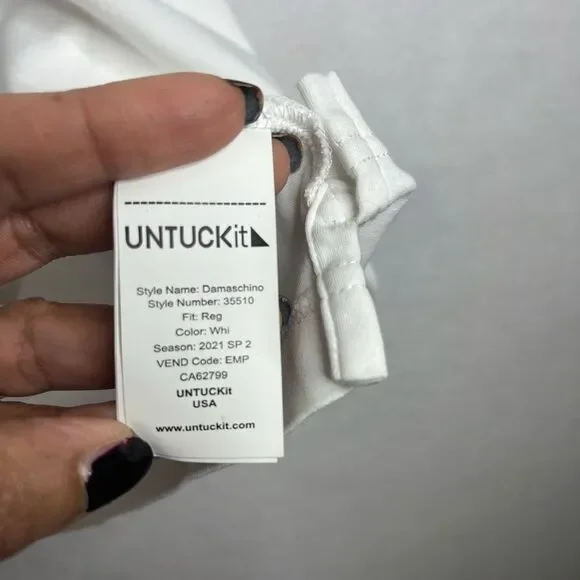 UNTUCKit
Style Name: Damaschino
Style Number: 35510
Fit: Reg
Color: Whi
Season: 2021 SP 2
VEND Code: EMP
CA62799
UNTUCKit
USA
www.untuckit.com